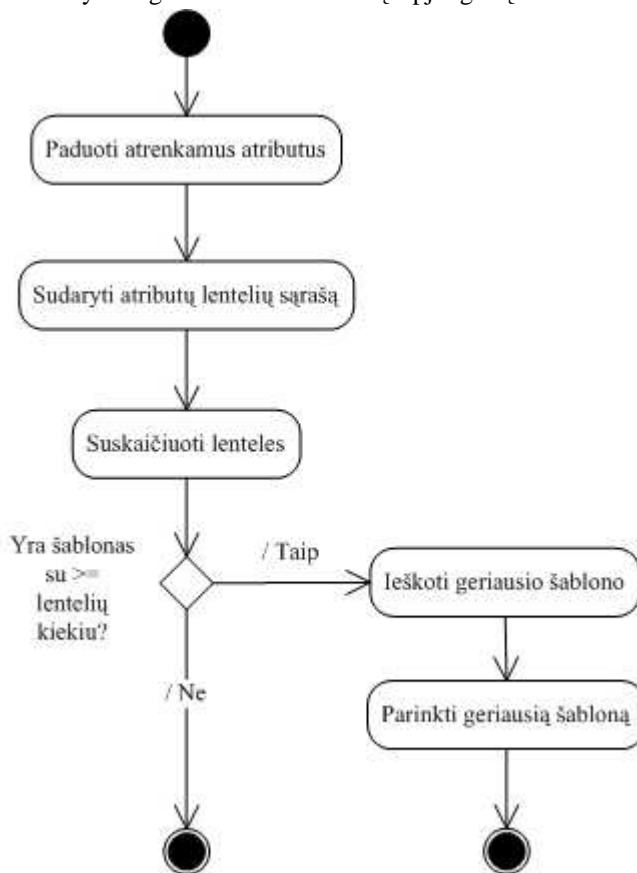 Paduoti atrenkamus atributus
Sudaryti atributų lentelių sąrašą
Suskaičiuoti lenteles
Yra šablonas
su >=
lentelių
kiekiu?
/ Taip
Ieškoti geriausio šablono
/ Ne
Parinkti geriausią šabloną